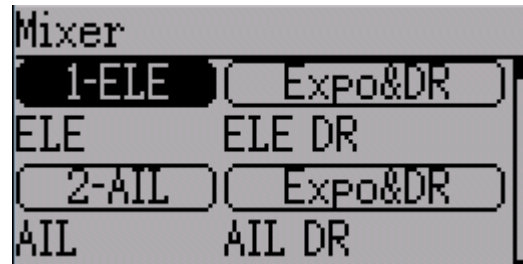 Mixer
1-ELE Expo&DR
ELE ELE DR
2-AIL Expo&DR
AIL AIL DR